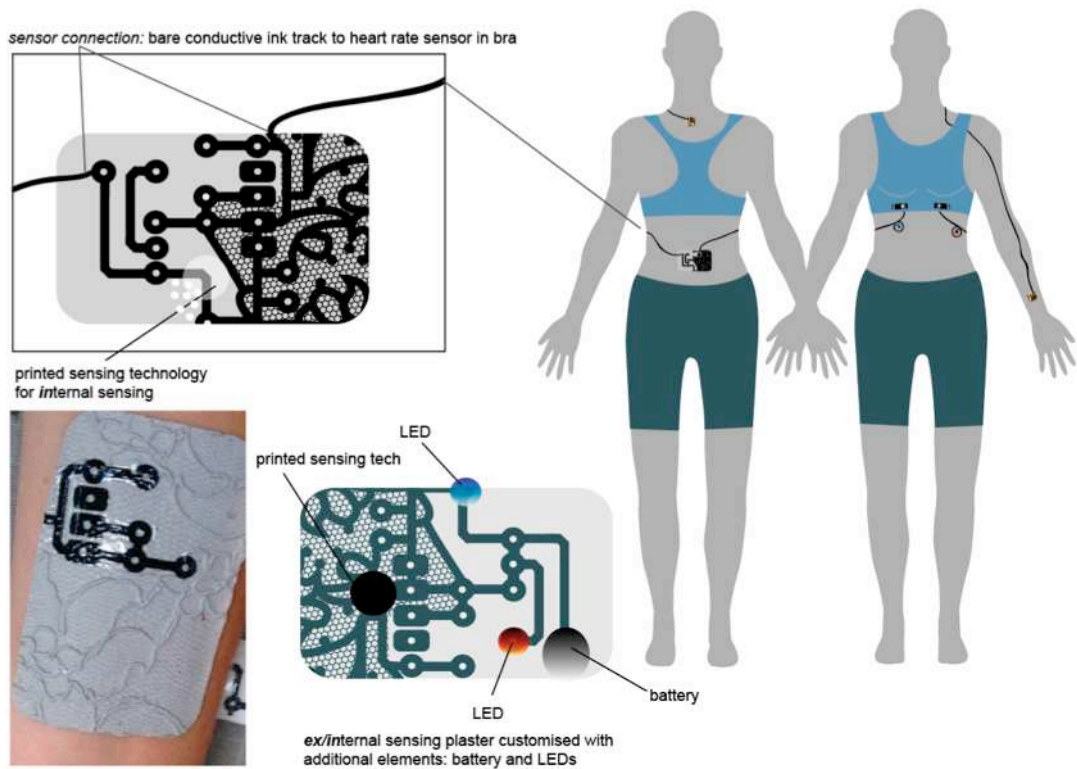 sensor connection: bare conductive ink track to heart rate sensor in bra
printed sensing technology
for internal sensing
LED
printed sensing tech
LED
battery
ex/internal sensing plaster customised with
additional elements: battery and LEDs